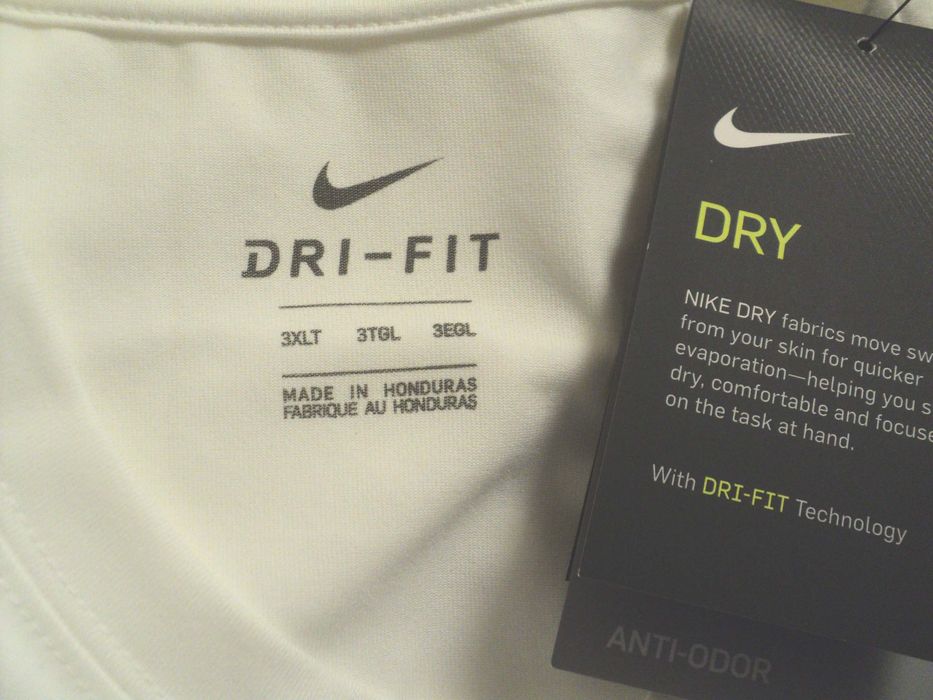 DRI-FIT
3XLT 3TGL 3EGL
MADE IN HONDURAS
FABRIQUE AU HONDURAS
DRY
NIKE DRY fabrics move
from your skin for quicker
evaporation—helping you
dry, comfortable and
on the task at hand.
With DRI-FIT Technology
ANTI-ODOR